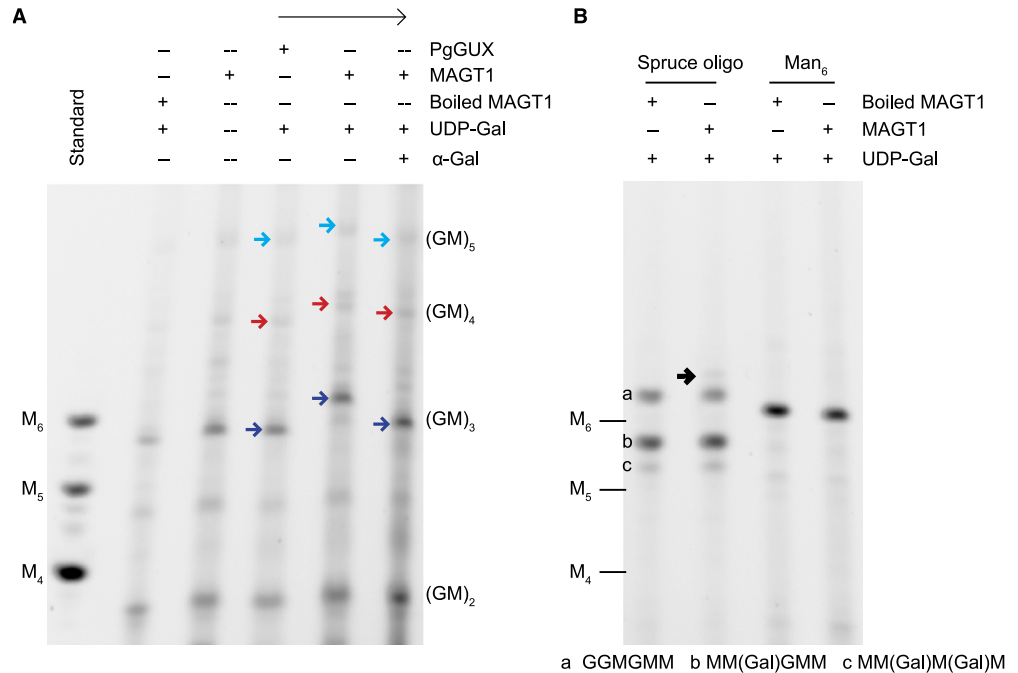 A
— -- + — -- PgGUX
— + — + + MAGT1
+ -- — — -- Boiled MAGT1
+ -- + + + UDP-Gal
— -- — — + α-Gal
Standard
(GM)5
(GM)4
M6
(GM)3
M5
M4
(GM)2
B
Spruce oligo Man6
+ — + — Boiled MAGT1
— + — + MAGT1
+ + + + UDP-Gal
a
M6
b
c
M5
M4
a GGMGMM b MM(Gal)GMM c MM(Gal)M(Gal)M